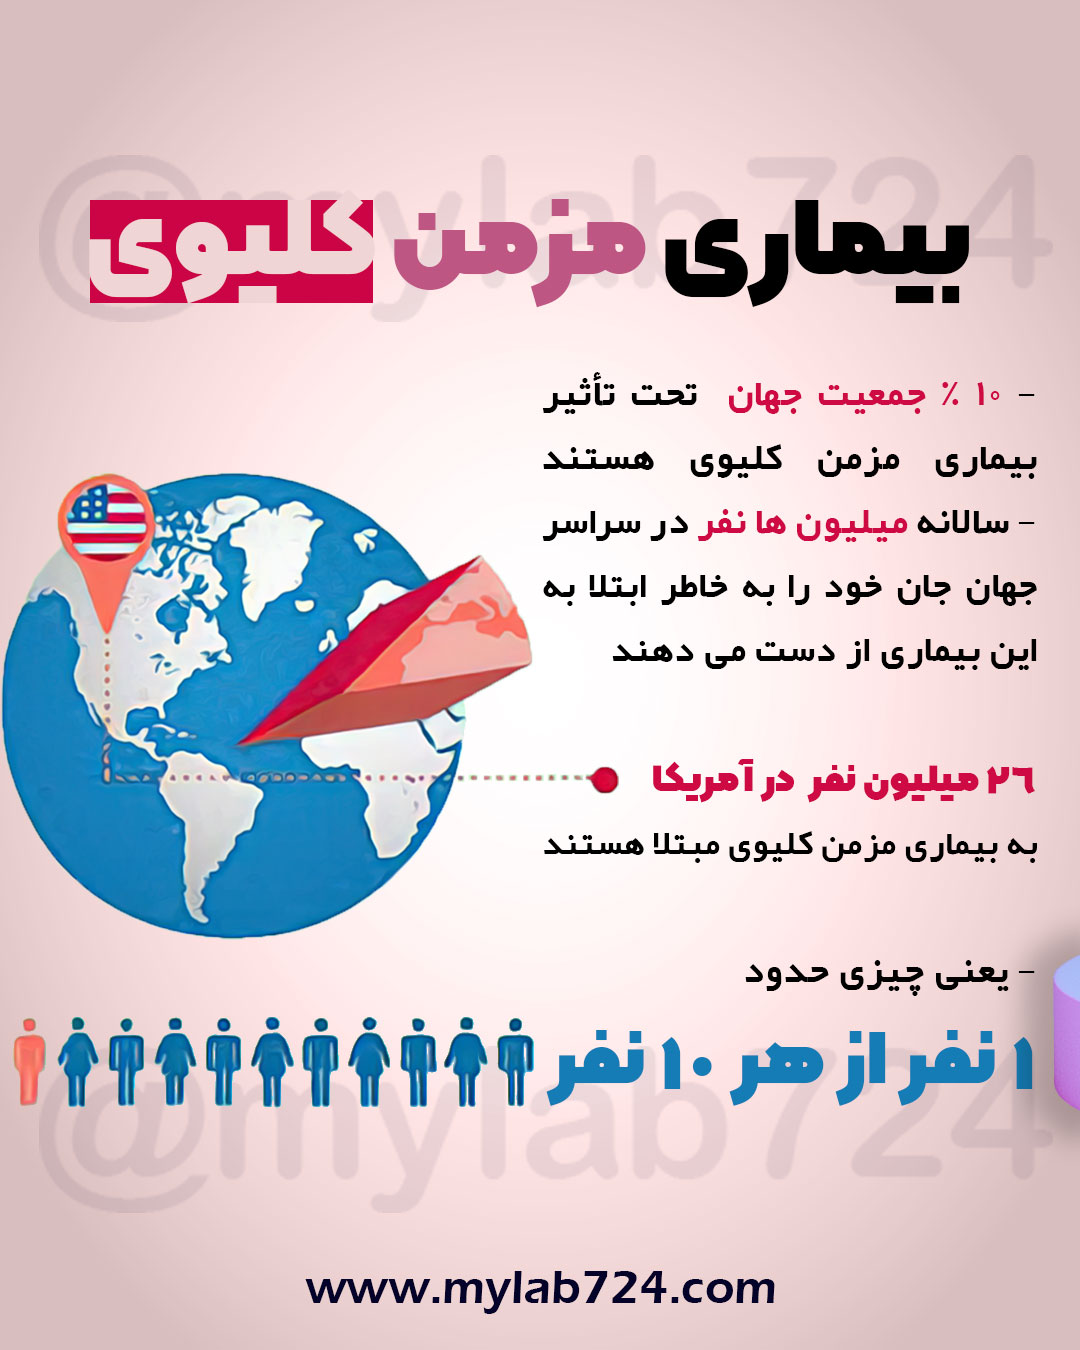 @mylab724
بیماری مزمن کلیوی
- ۱۰ ٪ جمعیت جهان تحت تأثیر
بیماری مزمن کلیوی هستند
- سالانه میلیون ها نفر در سراسر
جهان جان خود را به خاطر ابتلا به
این بیماری از دست می دهند
۲۶ میلیون نفر در آمریکا
به بیماری مزمن کلیوی مبتلا هستند
- یعنی چیزی حدود
۱ نفر از هر ۱۰ نفر
@mylab724
www.mylab724.com